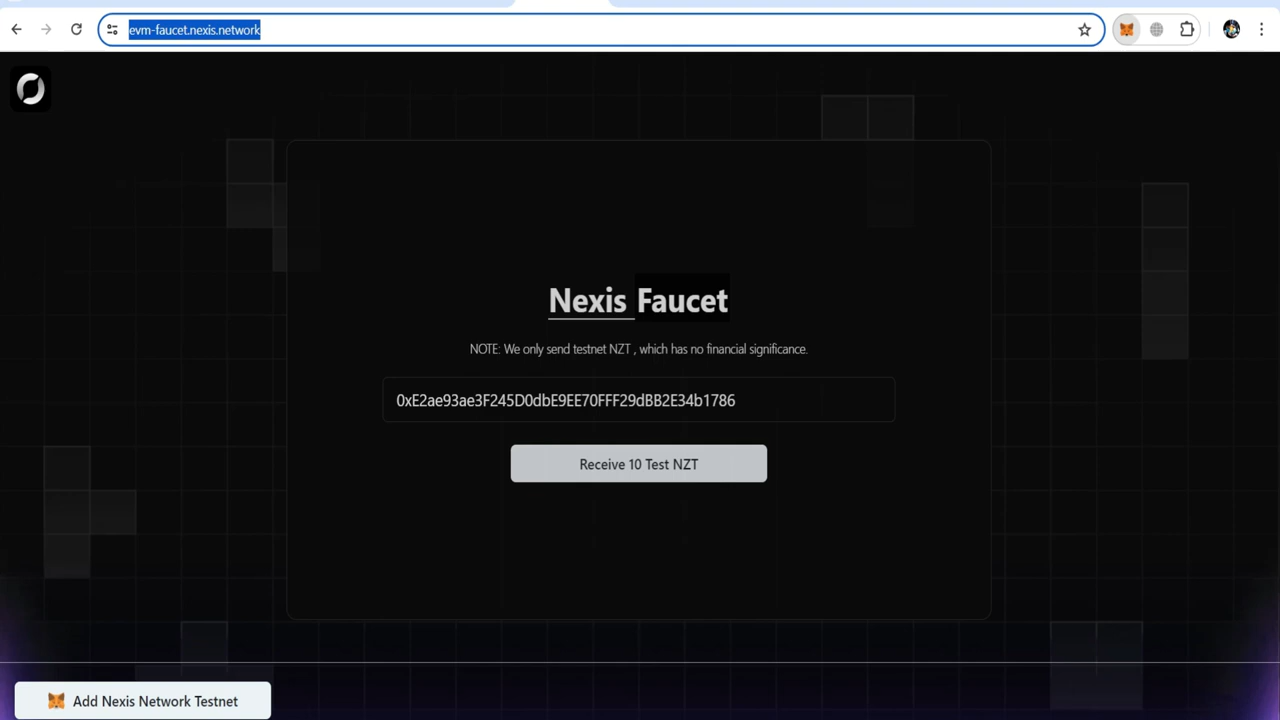 evm-faucet.nexis.network
Nexis Faucet
NOTE: We only send testnet NZT , which has no financial significance.
0xE2ae93ae3F245D0dbE9EE70FFF29dBB2E34b1786
Receive 10 Test NZT
Add Nexis Network Testnet